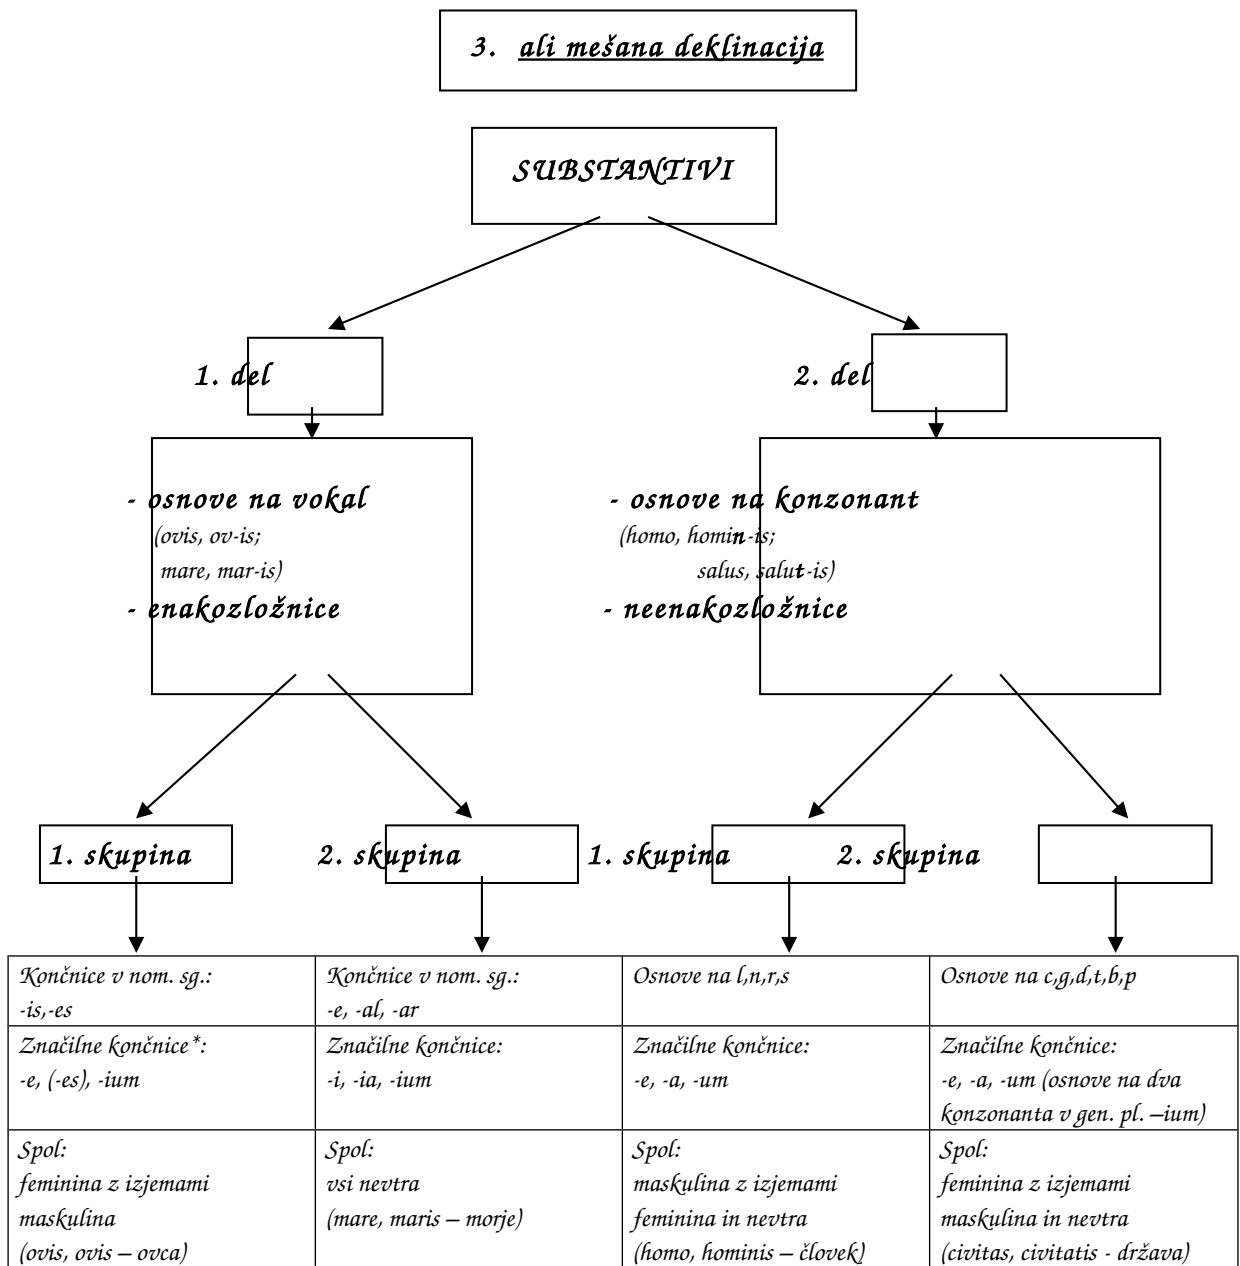 3. ali mešana deklinacija
SUBSTANTIVI
1. del
2. del
- osnove na vokal
(ovis, ov-is;
mare, mar-is)
- enakozložnice
- osnove na konzonant
(homo, homin-is;
salus, salut-is)
- neenakozložnice
1. skupina
2. skupina
1. skupina
2. skupina
Končnice v nom. sg.:
-is,-es
Končnice v nom. sg.:
-e, -al, -ar
Osnove na l,n,r,s
Osnove na c,g,d,t,b,p
Značilne končnice*:
-e, (-es), -ium
Značilne končnice:
-i, -ia, -ium
Značilne končnice:
-e, -a, -um
Značilne končnice:
-e, -a, -um (osnove na dva
konzonanta v gen. pl. –ium)
Spol:
feminina z izjemami
maskulina
(ovis, ovis – ovca)
Spol:
vsi nevtra
(mare, maris – morje)
Spol:
maskulina z izjemami
feminina in nevtra
(homo, hominis – človek)
Spol:
feminina z izjemami
maskulina in nevtra
(civitas, civitatis - država)